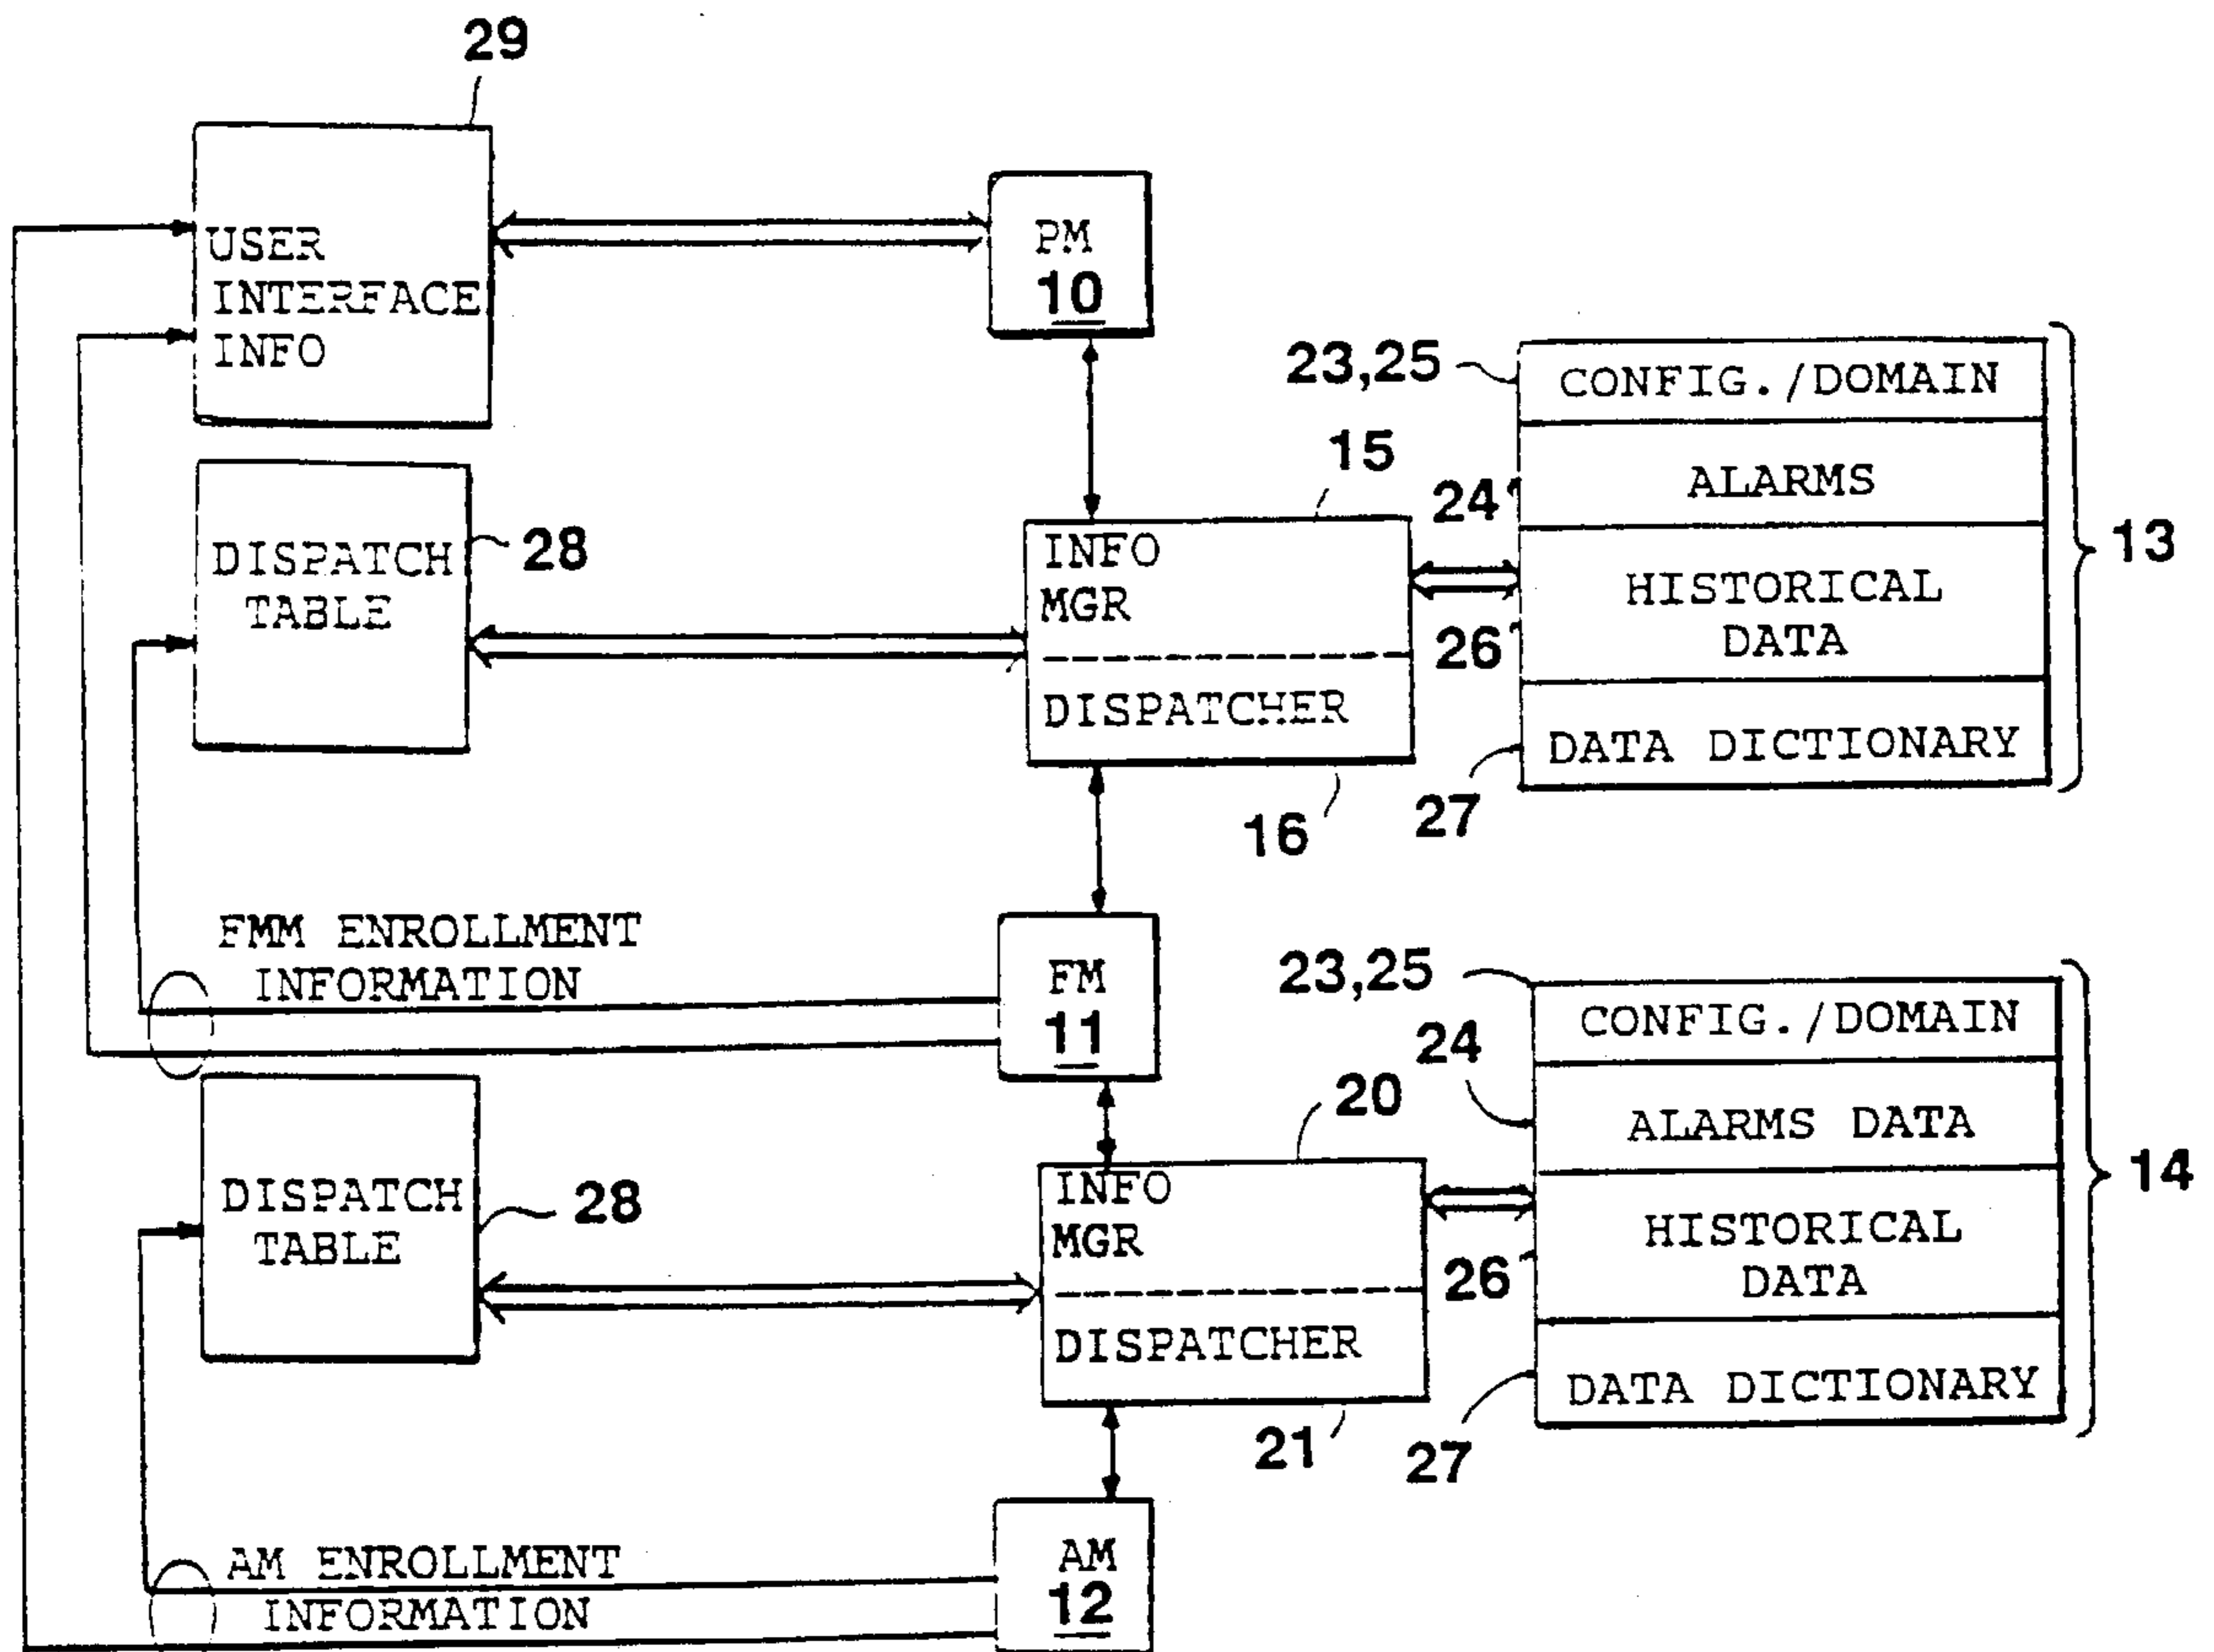 29
USER
INTERFACE
INFO
PM
10
23,25
CONFIG./DOMAIN
15
24
ALARMS
13
DISPATCH
TABLE
28
INFO
MGR
HISTORICAL
DATA
26
DISPATCHER
DATA DICTIONARY
27
16
FMM ENROLLMENT
INFORMATION
FM
11
23,25
CONFIG./DOMAIN
24
20
ALARMS DATA
14
DISPATCH
TABLE
28
INFO
MGR
HISTORICAL
DATA
26
DISPATCHER
DATA DICTIONARY
21
27
AM ENROLLMENT
INFORMATION
AM
12